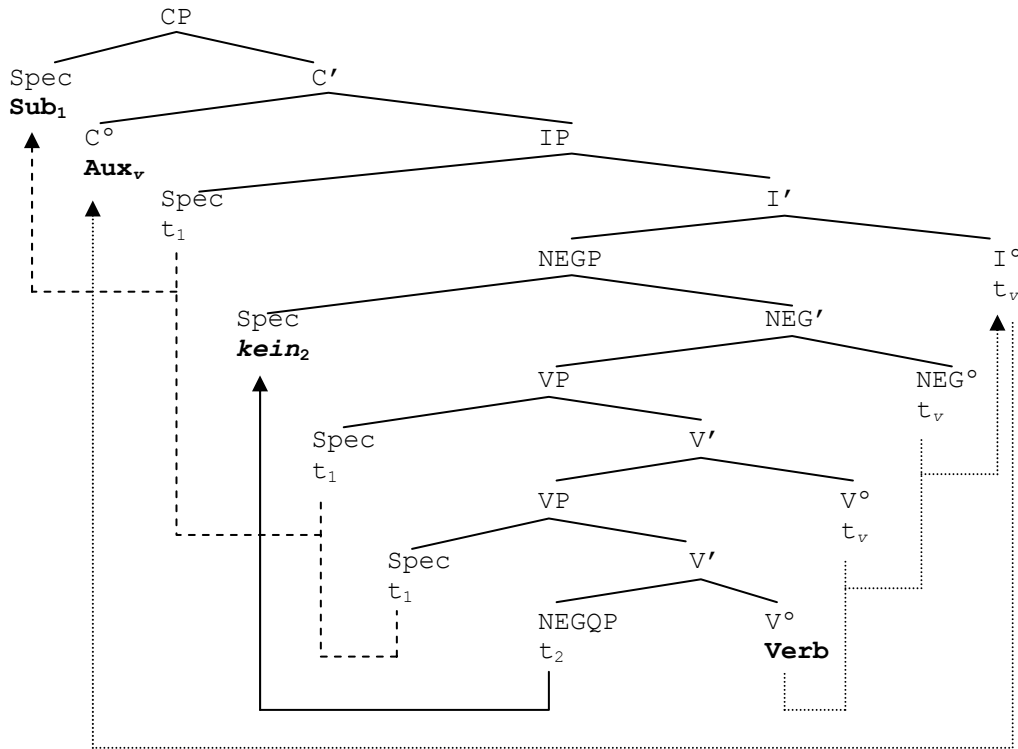 CP
Spec C′
Sub₁
C° IP
Auxᵥ
Spec I′
t₁
NEGP I°
tᵥ
Spec NEG′
kein₂
VP NEG°
tᵥ
Spec V′
t₁
VP V°
tᵥ
Spec V′
t₁
NEGQP V°
t₂ Verb